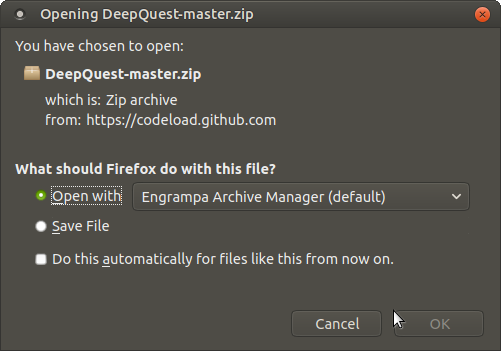 Opening DeepQuest-master.zip
You have chosen to open:
DeepQuest-master.zip
which is: Zip archive
from: https://codeload.github.com
What should Firefox do with this file?
Open with Engrampa Archive Manager (default)
Save File
Do this automatically for files like this from now on.
Cancel OK